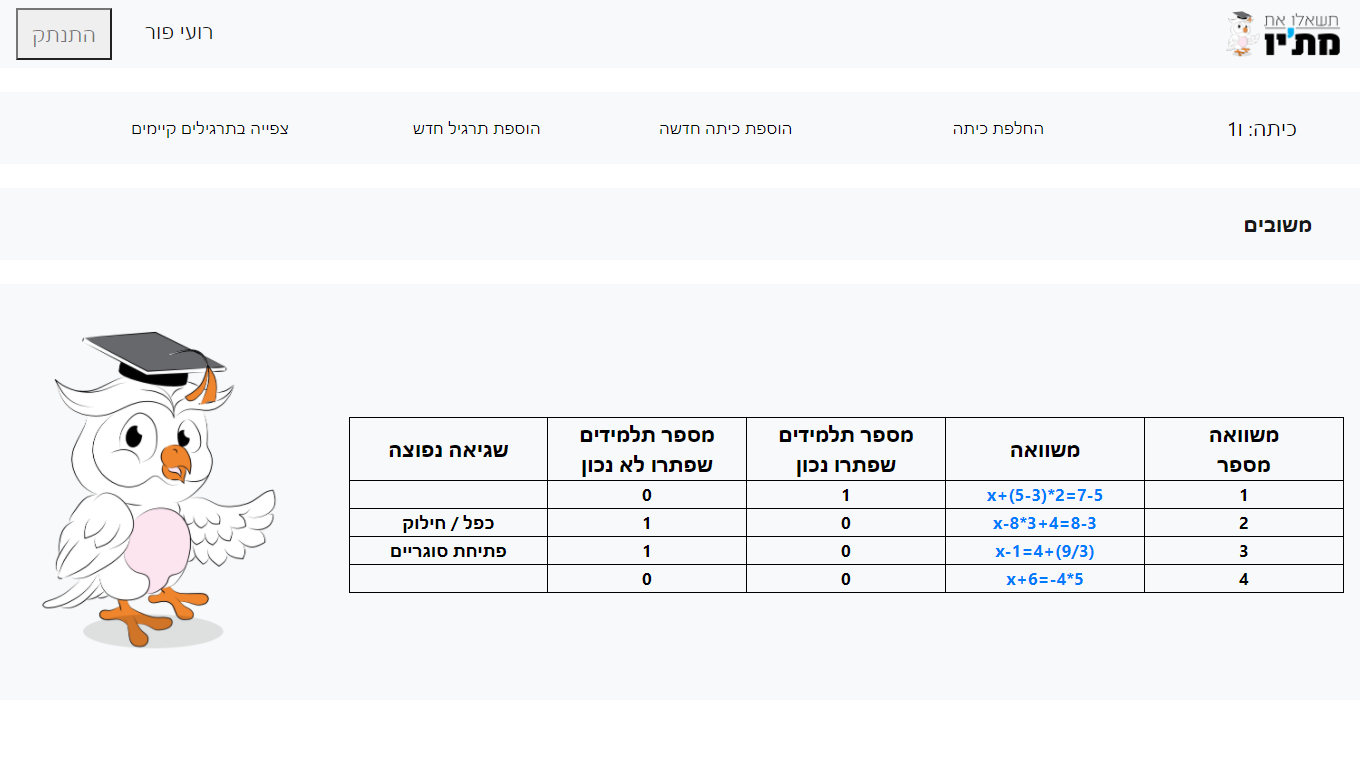 תשאלו את
מת'יו
רועי פור
התנתק
כיתה: ו1
החלפת כיתה
הוספת כיתה חדשה
הוספת תרגיל חדש
צפייה בתרגילים קיימים
משובים
משוואה מספר
משוואה
מספר תלמידים שפתרו נכון
מספר תלמידים שפתרו לא נכון
שגיאה נפוצה
1 x+(5-3)*2=7-5 1 0
2 x-8*3+4=8-3 0 1 כפל / חילוק
3 x-1=4+(9/3) 0 1 פתיחת סוגריים
4 x+6=-4*5 0 0